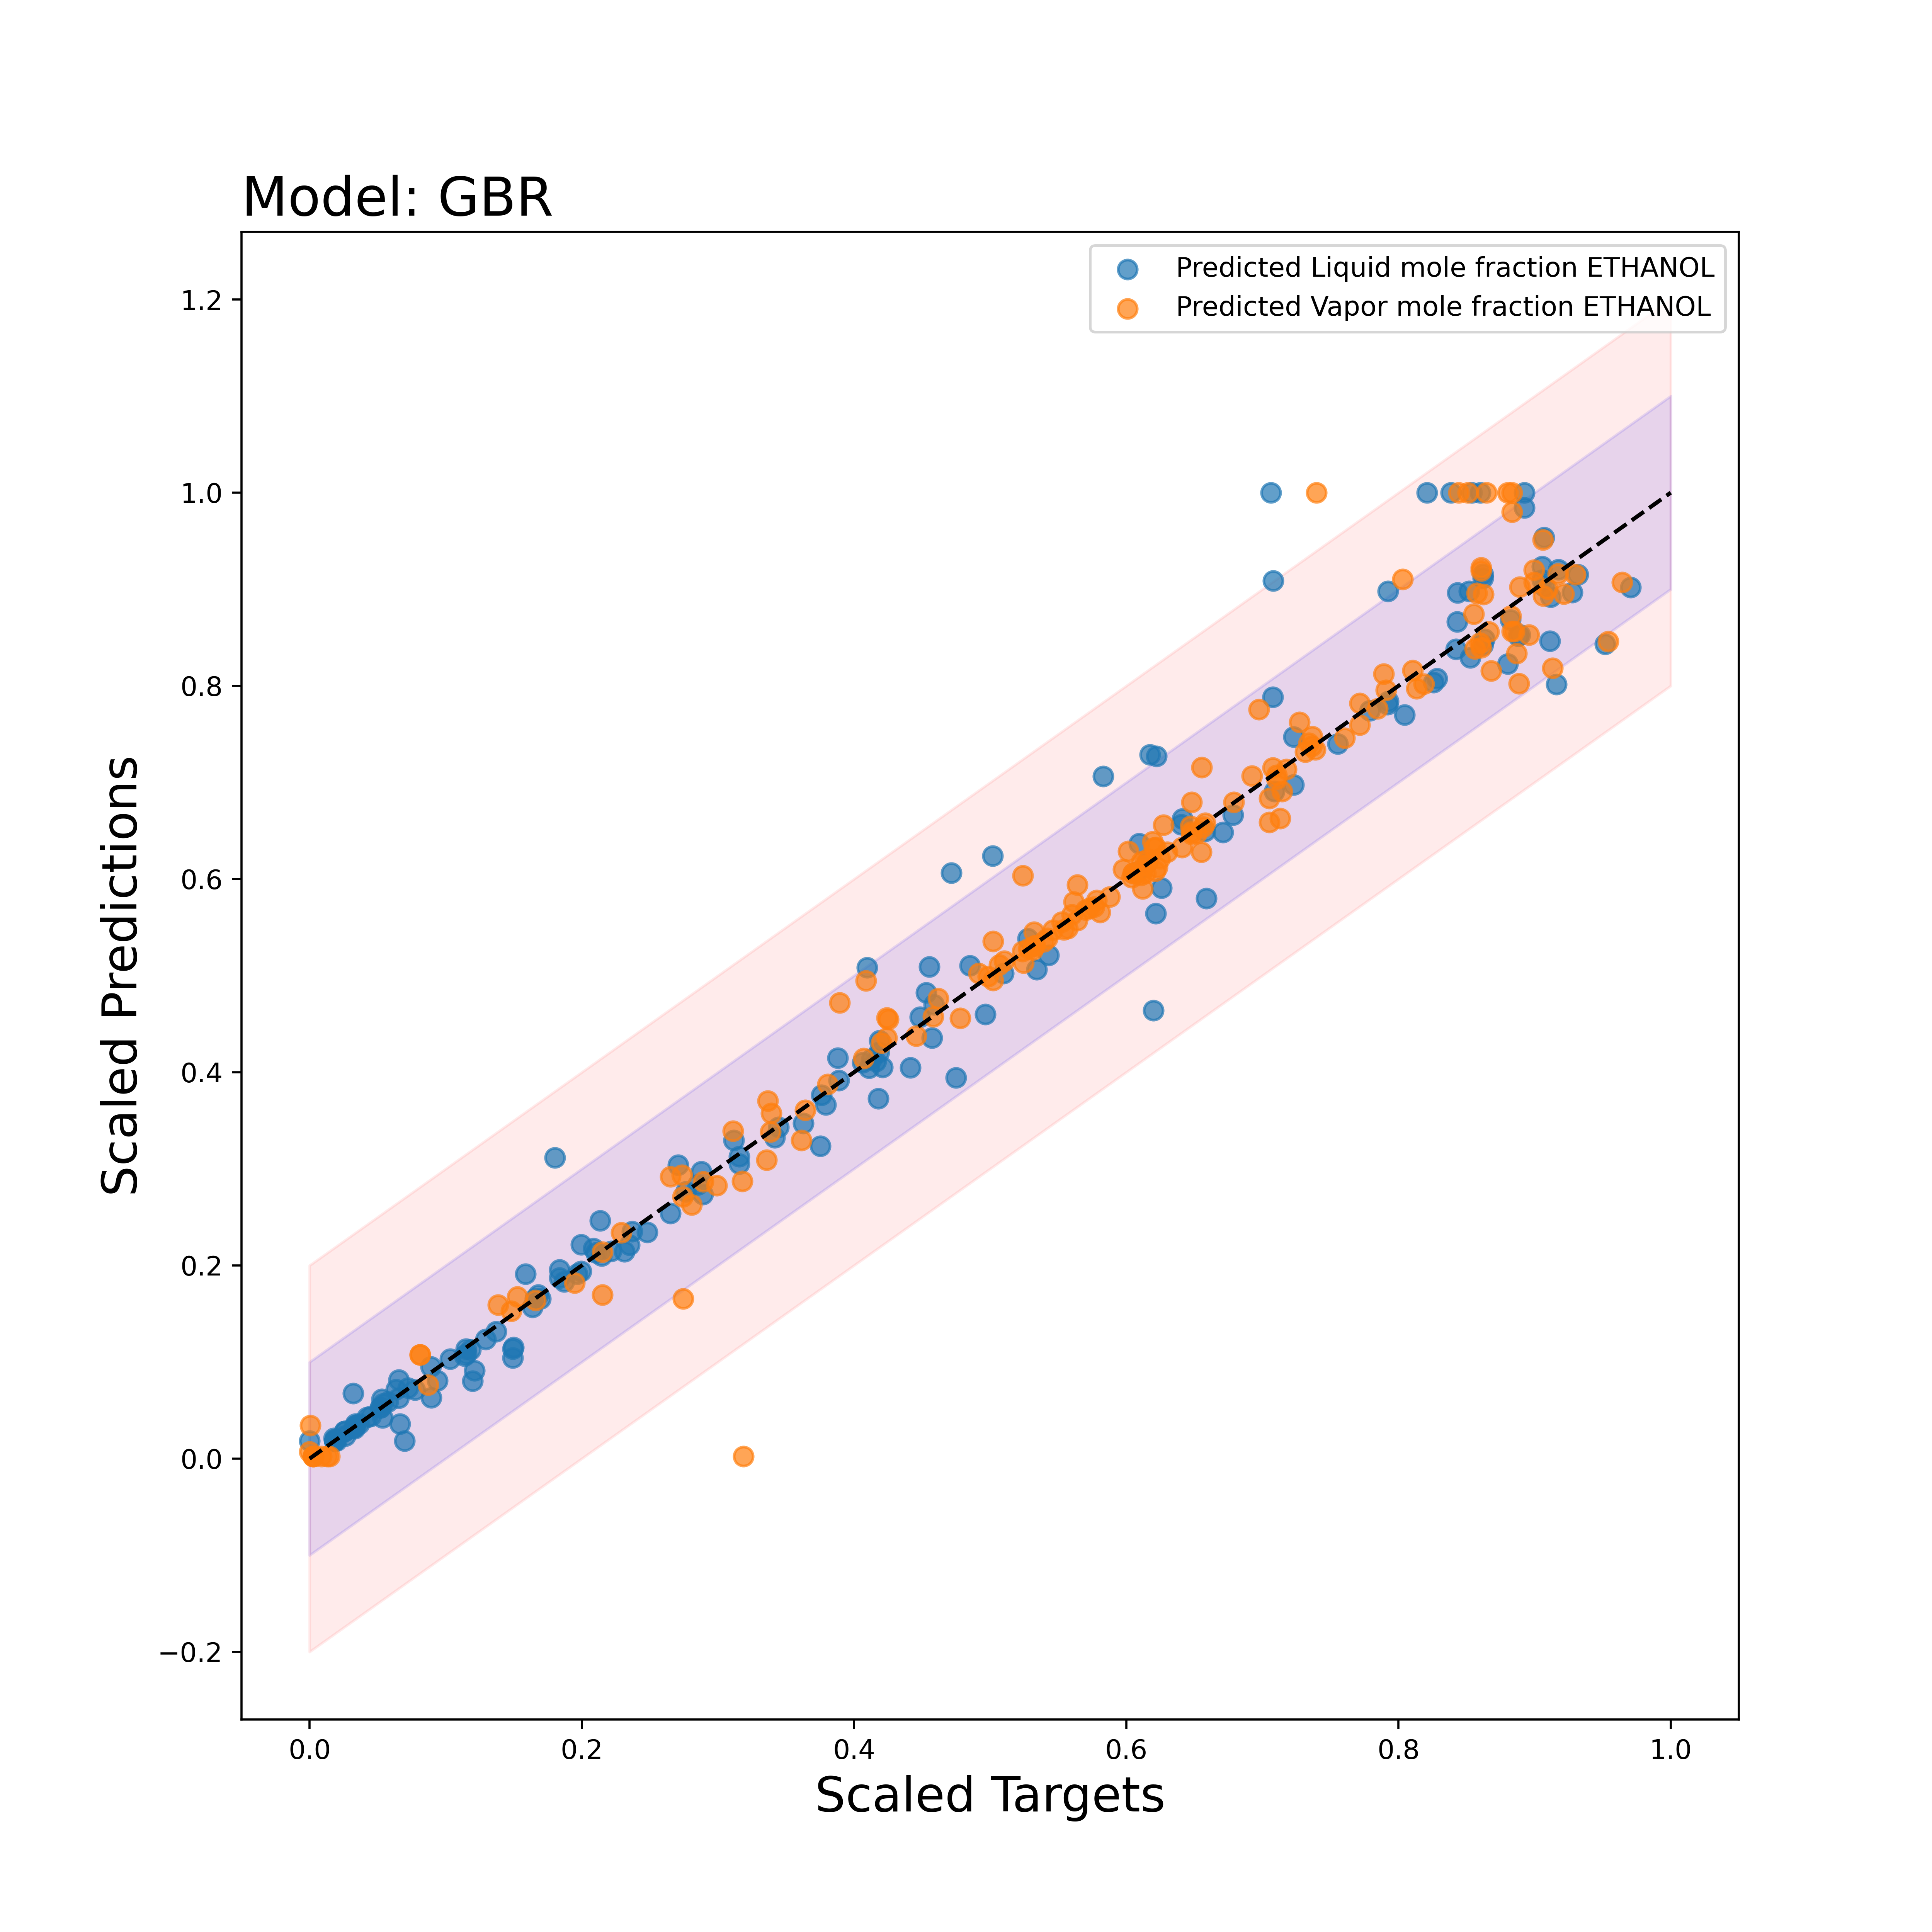 Model: GBR
Predicted Liquid mole fraction ETHANOL
Predicted Vapor mole fraction ETHANOL
1.2
1.0
0.8
0.6
0.4
0.2
0.0
−0.2
Scaled Predictions
0.0 0.2 0.4 0.6 0.8 1.0
Scaled Targets